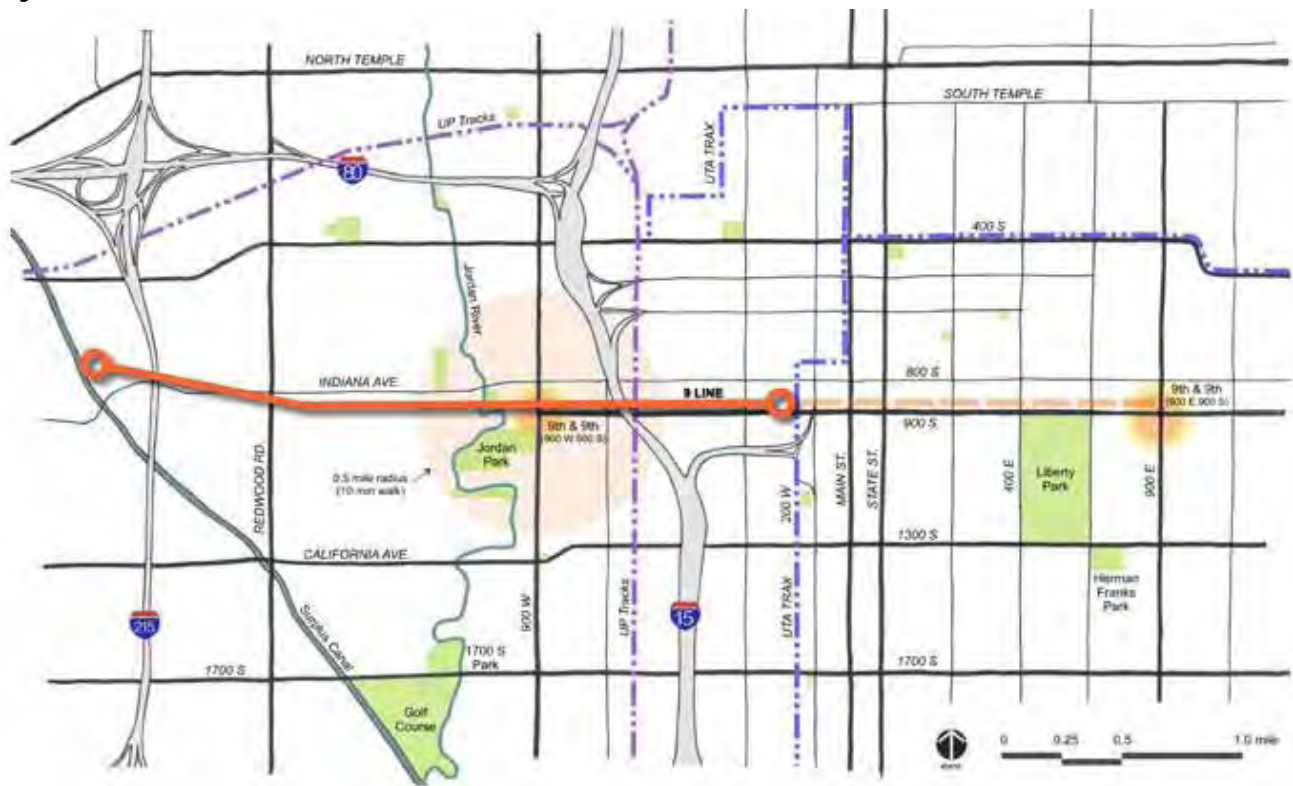 NORTH TEMPLE
SOUTH TEMPLE
UP Tracks
UTA TRAX
80
400 S
Jordan River
INDIANA AVE.
9 LINE
800 S
9th & 9th
(900 E 900 S)
9th & 9th
(900 W 900 S)
900 S
Jordan
Park
0.5 mile radius
(10 min walk)
REDWOOD RD.
MAIN ST.
STATE ST.
400 E
Liberty
Park
900 E
200 W
1300 S
CALIFORNIA AVE.
Herman
Franks
Park
215
Surplus Canal
900 W
UP Tracks
15
UTA TRAX
1700 S
Park
1700 S
1700 S
Golf
Course
0 0.25 0.5 1.0 mile